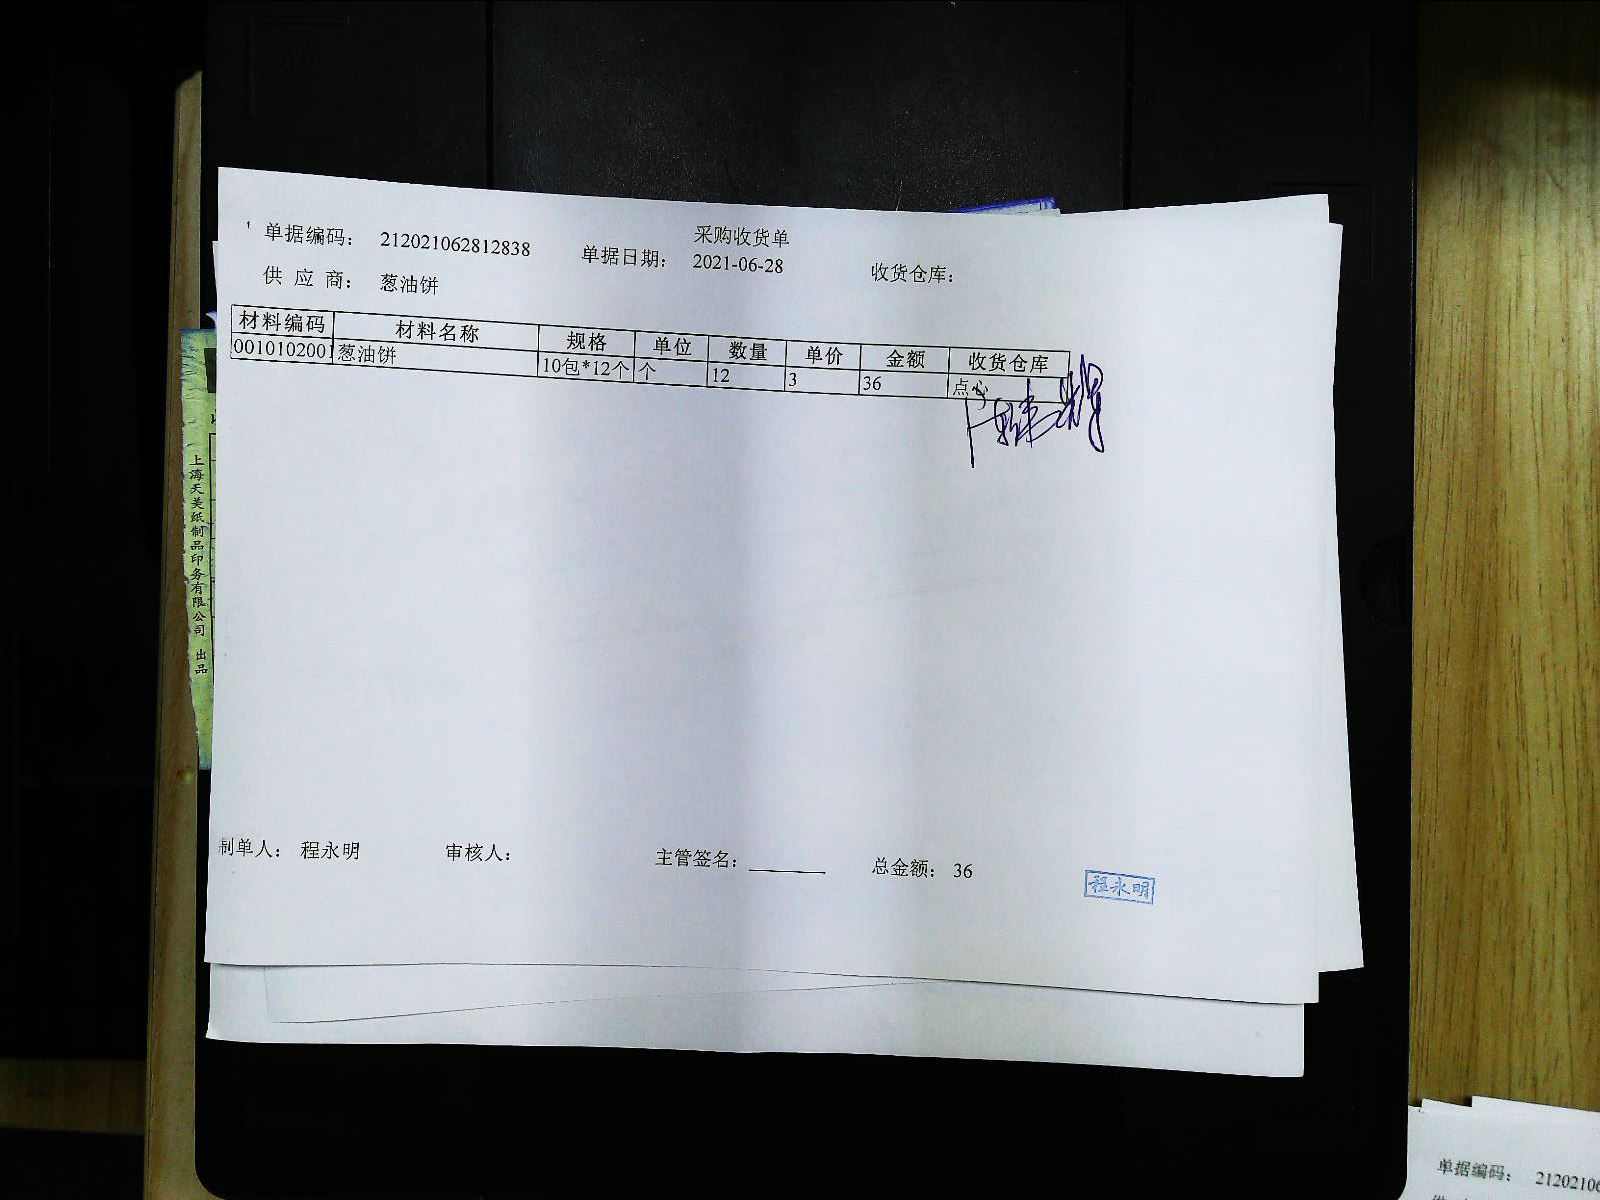 采购收货单
单据编码: 212021062812838 单据日期: 2021-06-28 收货仓库:
供 应 商: 葱油饼
材料编码 材料名称 规格 单位 数量 单价 金额 收货仓库
0010102001 葱油饼 10包*12个 个 12 3 36 点心
制单人: 程永明 审核人: 主管签名: 总金额: 36
程永明
上海天美纸制品印务有限公司 出品
单据编码: 2120210